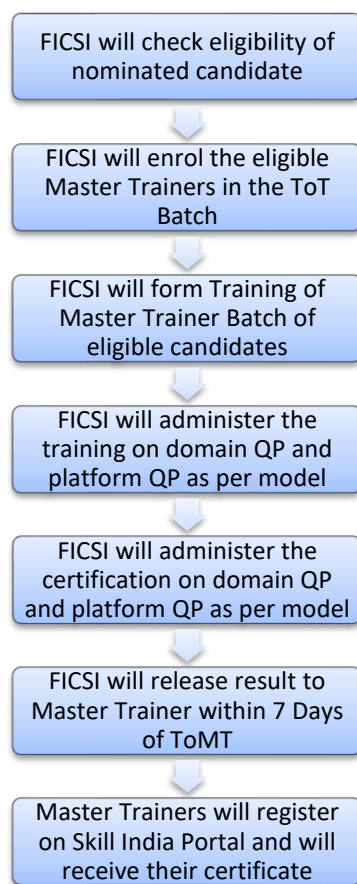 FICSI will check eligibility of
nominated candidate
FICSI will enrol the eligible
Master Trainers in the ToT
Batch
FICSI will form Training of
Master Trainer Batch of
eligible candidates
FICSI will administer the
training on domain QP and
platform QP as per model
FICSI will administer the
certification on domain QP
and platform QP as per model
FICSI will release result to
Master Trainer within 7 Days
of ToMT
Master Trainers will register
on Skill India Portal and will
receive their certificate